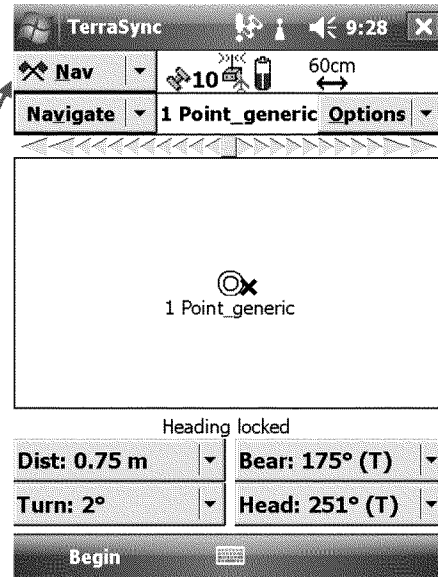 TerraSync 9:28
Nav 10 60cm
Navigate 1 Point_generic Options
1 Point_generic
Heading locked
Dist: 0.75 m Bear: 175° (T)
Turn: 2° Head: 251° (T)
Begin